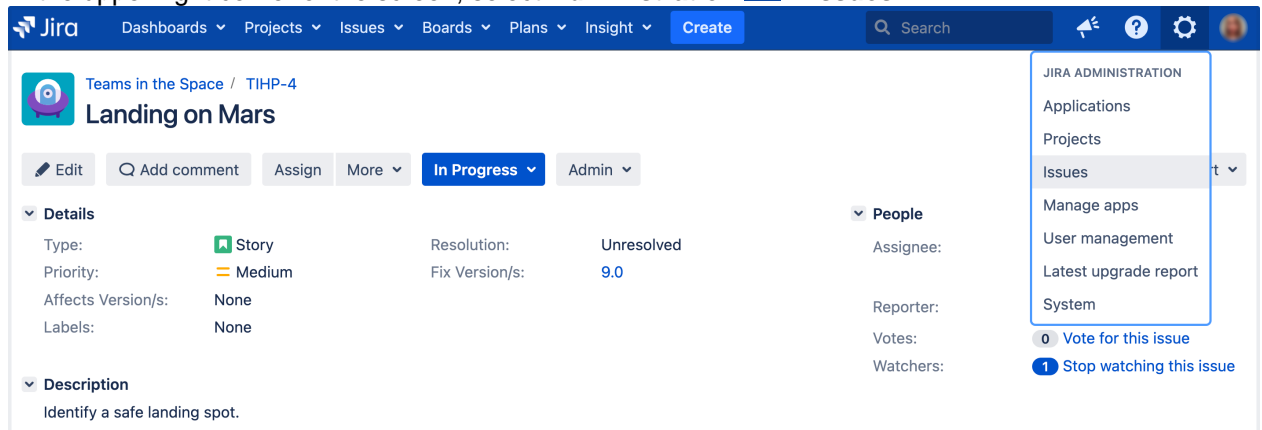 Jira Dashboards Projects Issues Boards Plans Insight Create Search
Teams in the Space / TIHP-4
Landing on Mars
JIRA ADMINISTRATION
Applications
Projects
Issues
Manage apps
User management
Latest upgrade report
System
Edit Add comment Assign More In Progress Admin
Details
Type: Story Resolution: Unresolved
Priority: Medium Fix Version/s: 9.0
Affects Version/s: None
Labels: None
People
Assignee:
Reporter:
Votes: 0 Vote for this issue
Watchers: 1 Stop watching this issue
Description
Identify a safe landing spot.